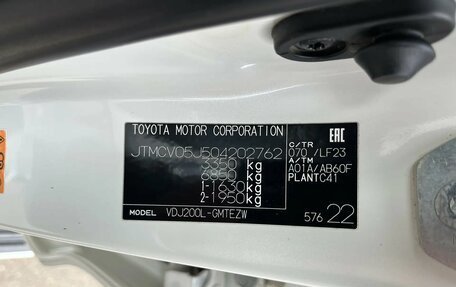 TOYOTA MOTOR CORPORATION
EAC
JTMCV05J504202762
3350 kg
6850 kg
1-1630 kg
2-1950 kg
C/TR
070 /LF23
A/TM
A01A/AB60F
PLANT C41
MODEL VDJ200L-GMTEZW
576 22